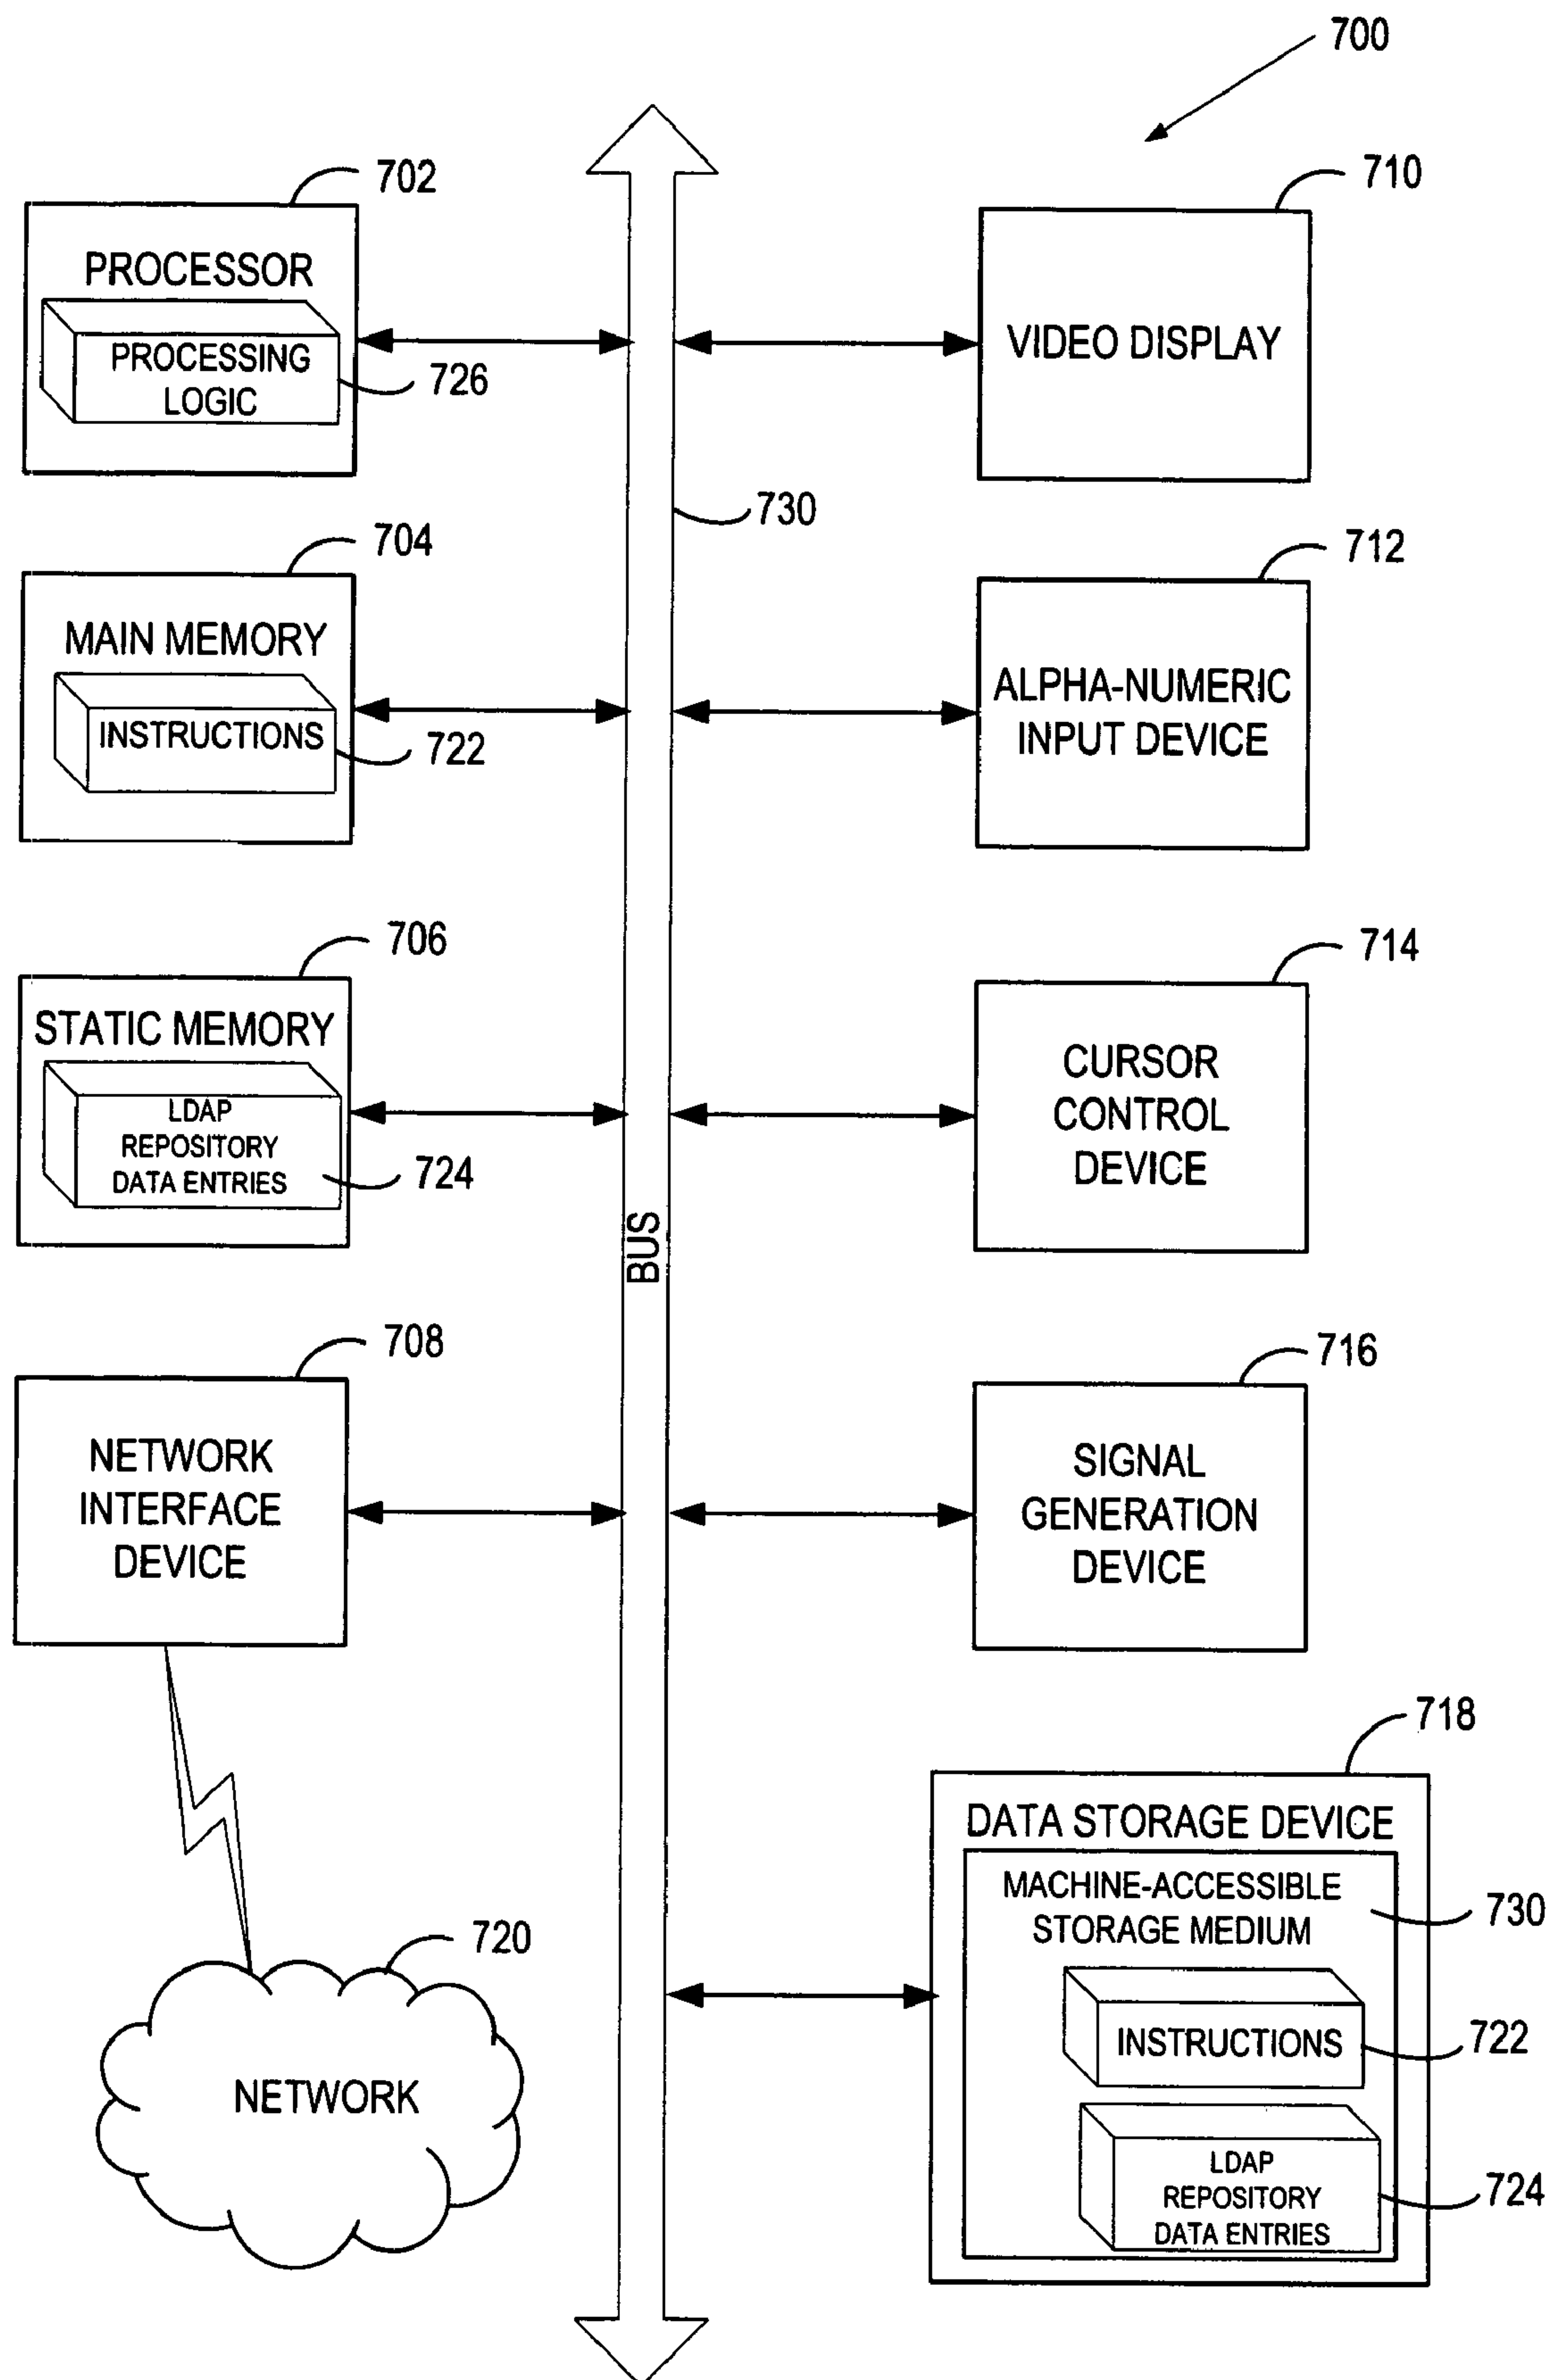 700
702
PROCESSOR
PROCESSING
LOGIC
726
710
VIDEO DISPLAY
730
704
MAIN MEMORY
INSTRUCTIONS
722
712
ALPHA-NUMERIC
INPUT DEVICE
706
STATIC MEMORY
LDAP
REPOSITORY
DATA ENTRIES
724
714
CURSOR
CONTROL
DEVICE
BUS
708
NETWORK
INTERFACE
DEVICE
716
SIGNAL
GENERATION
DEVICE
720
NETWORK
718
DATA STORAGE DEVICE
MACHINE-ACCESSIBLE
STORAGE MEDIUM
730
INSTRUCTIONS
722
LDAP
REPOSITORY
DATA ENTRIES
724